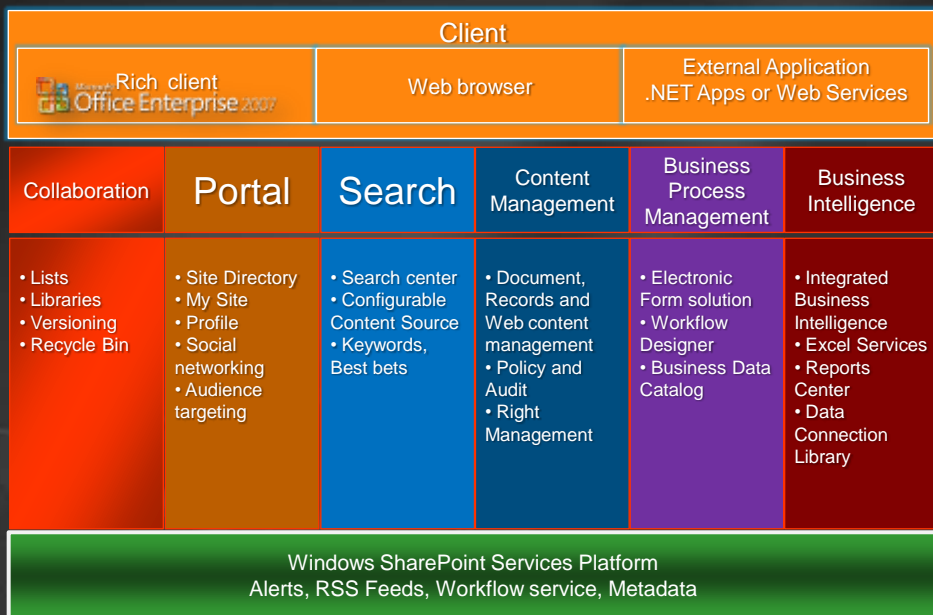 Client
Rich client
Microsoft
Office Enterprise 2007
Web browser
External Application
.NET Apps or Web Services
Collaboration
Portal
Search
Content
Management
Business
Process
Management
Business
Intelligence
• Lists
• Libraries
• Versioning
• Recycle Bin
• Site Directory
• My Site
• Profile
• Social
networking
• Audience
targeting
• Search center
• Configurable
Content Source
• Keywords,
Best bets
• Document,
Records and
Web content
management
• Policy and
Audit
• Right
Management
• Electronic
Form solution
• Workflow
Designer
• Business Data
Catalog
• Integrated
Business
Intelligence
• Excel Services
• Reports
Center
• Data
Connection
Library
Windows SharePoint Services Platform
Alerts, RSS Feeds, Workflow service, Metadata